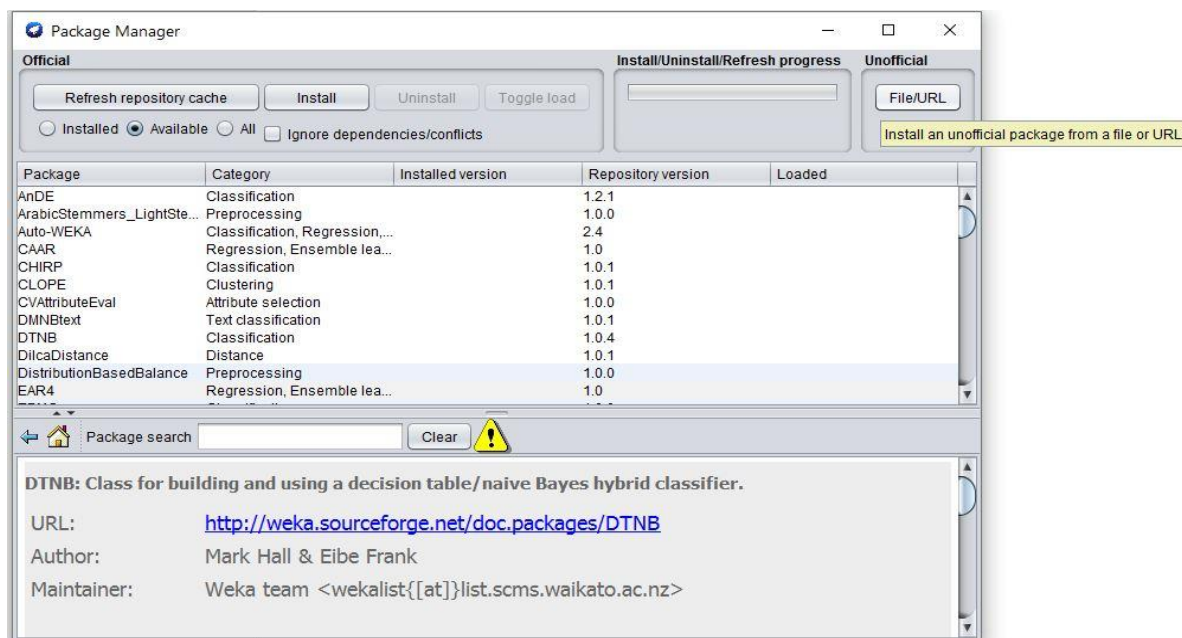 Package Manager
Official
Install/Uninstall/Refresh progress
Unofficial
Refresh repository cache Install Uninstall Toggle load
File/URL
Installed Available All Ignore dependencies/conflicts
Install an unofficial package from a file or URL
Package Category Installed version Repository version Loaded
AnDE Classification 1.2.1
ArabicStemmers_LightSte... Preprocessing 1.0.0
Auto-WEKA Classification, Regression,... 2.4
CAAR Regression, Ensemble lea... 1.0
CHIRP Classification 1.0.1
CLOPE Clustering 1.0.1
CVAttributeEval Attribute selection 1.0.0
DMNBtext Text classification 1.0.1
DTNB Classification 1.0.4
DilcaDistance Distance 1.0.1
DistributionBasedBalance Preprocessing 1.0.0
EAR4 Regression, Ensemble lea... 1.0
Package search Clear
DTNB: Class for building and using a decision table/naive Bayes hybrid classifier.
URL: http://weka.sourceforge.net/doc.packages/DTNB
Author: Mark Hall & Eibe Frank
Maintainer: Weka team <wekalist{[at]}list.scms.waikato.ac.nz>